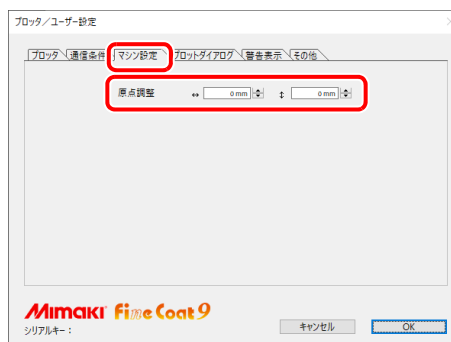 プロッタ／ユーザー設定
プロッタ 通信条件 マシン設定 プロットダイアログ 警告表示 その他
原点調整 ↔ 0 mm ↕ 0 mm
Mimaki FineCoat9
シリアルキー：
キャンセル OK